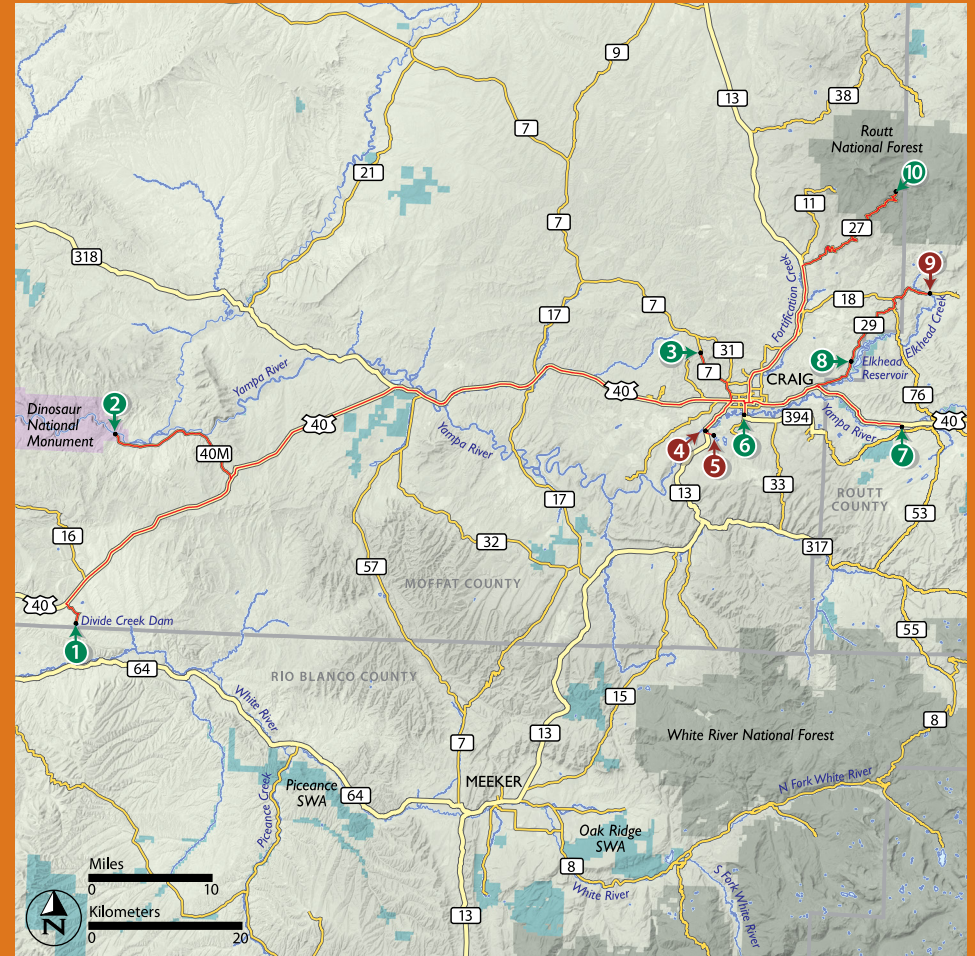 9
13
38
7
Routt
National Forest
21
10
11
7
27
318
Fortification Creek
9
7
18
17
29
Elkhead Creek
3
31
8
Elkhead
Reservoir
7
CRAIG
Yampa River
40
76
2
Dinosaur
National
Monument
40
394
Yampa River
40
40M
Yampa River
4
5
6
7
13
17
33
ROUTT
COUNTY
53
16
32
317
57
MOFFAT COUNTY
40
Divide Creek Dam
1
55
64
RIO BLANCO COUNTY
White River
15
8
13
White River National Forest
7
MEEKER
N Fork White River
Piceance
SWA
64
Piceance Creek
Oak Ridge
SWA
Miles
0 10
8
White River
S Fork White River
Kilometers
0 20
13
N